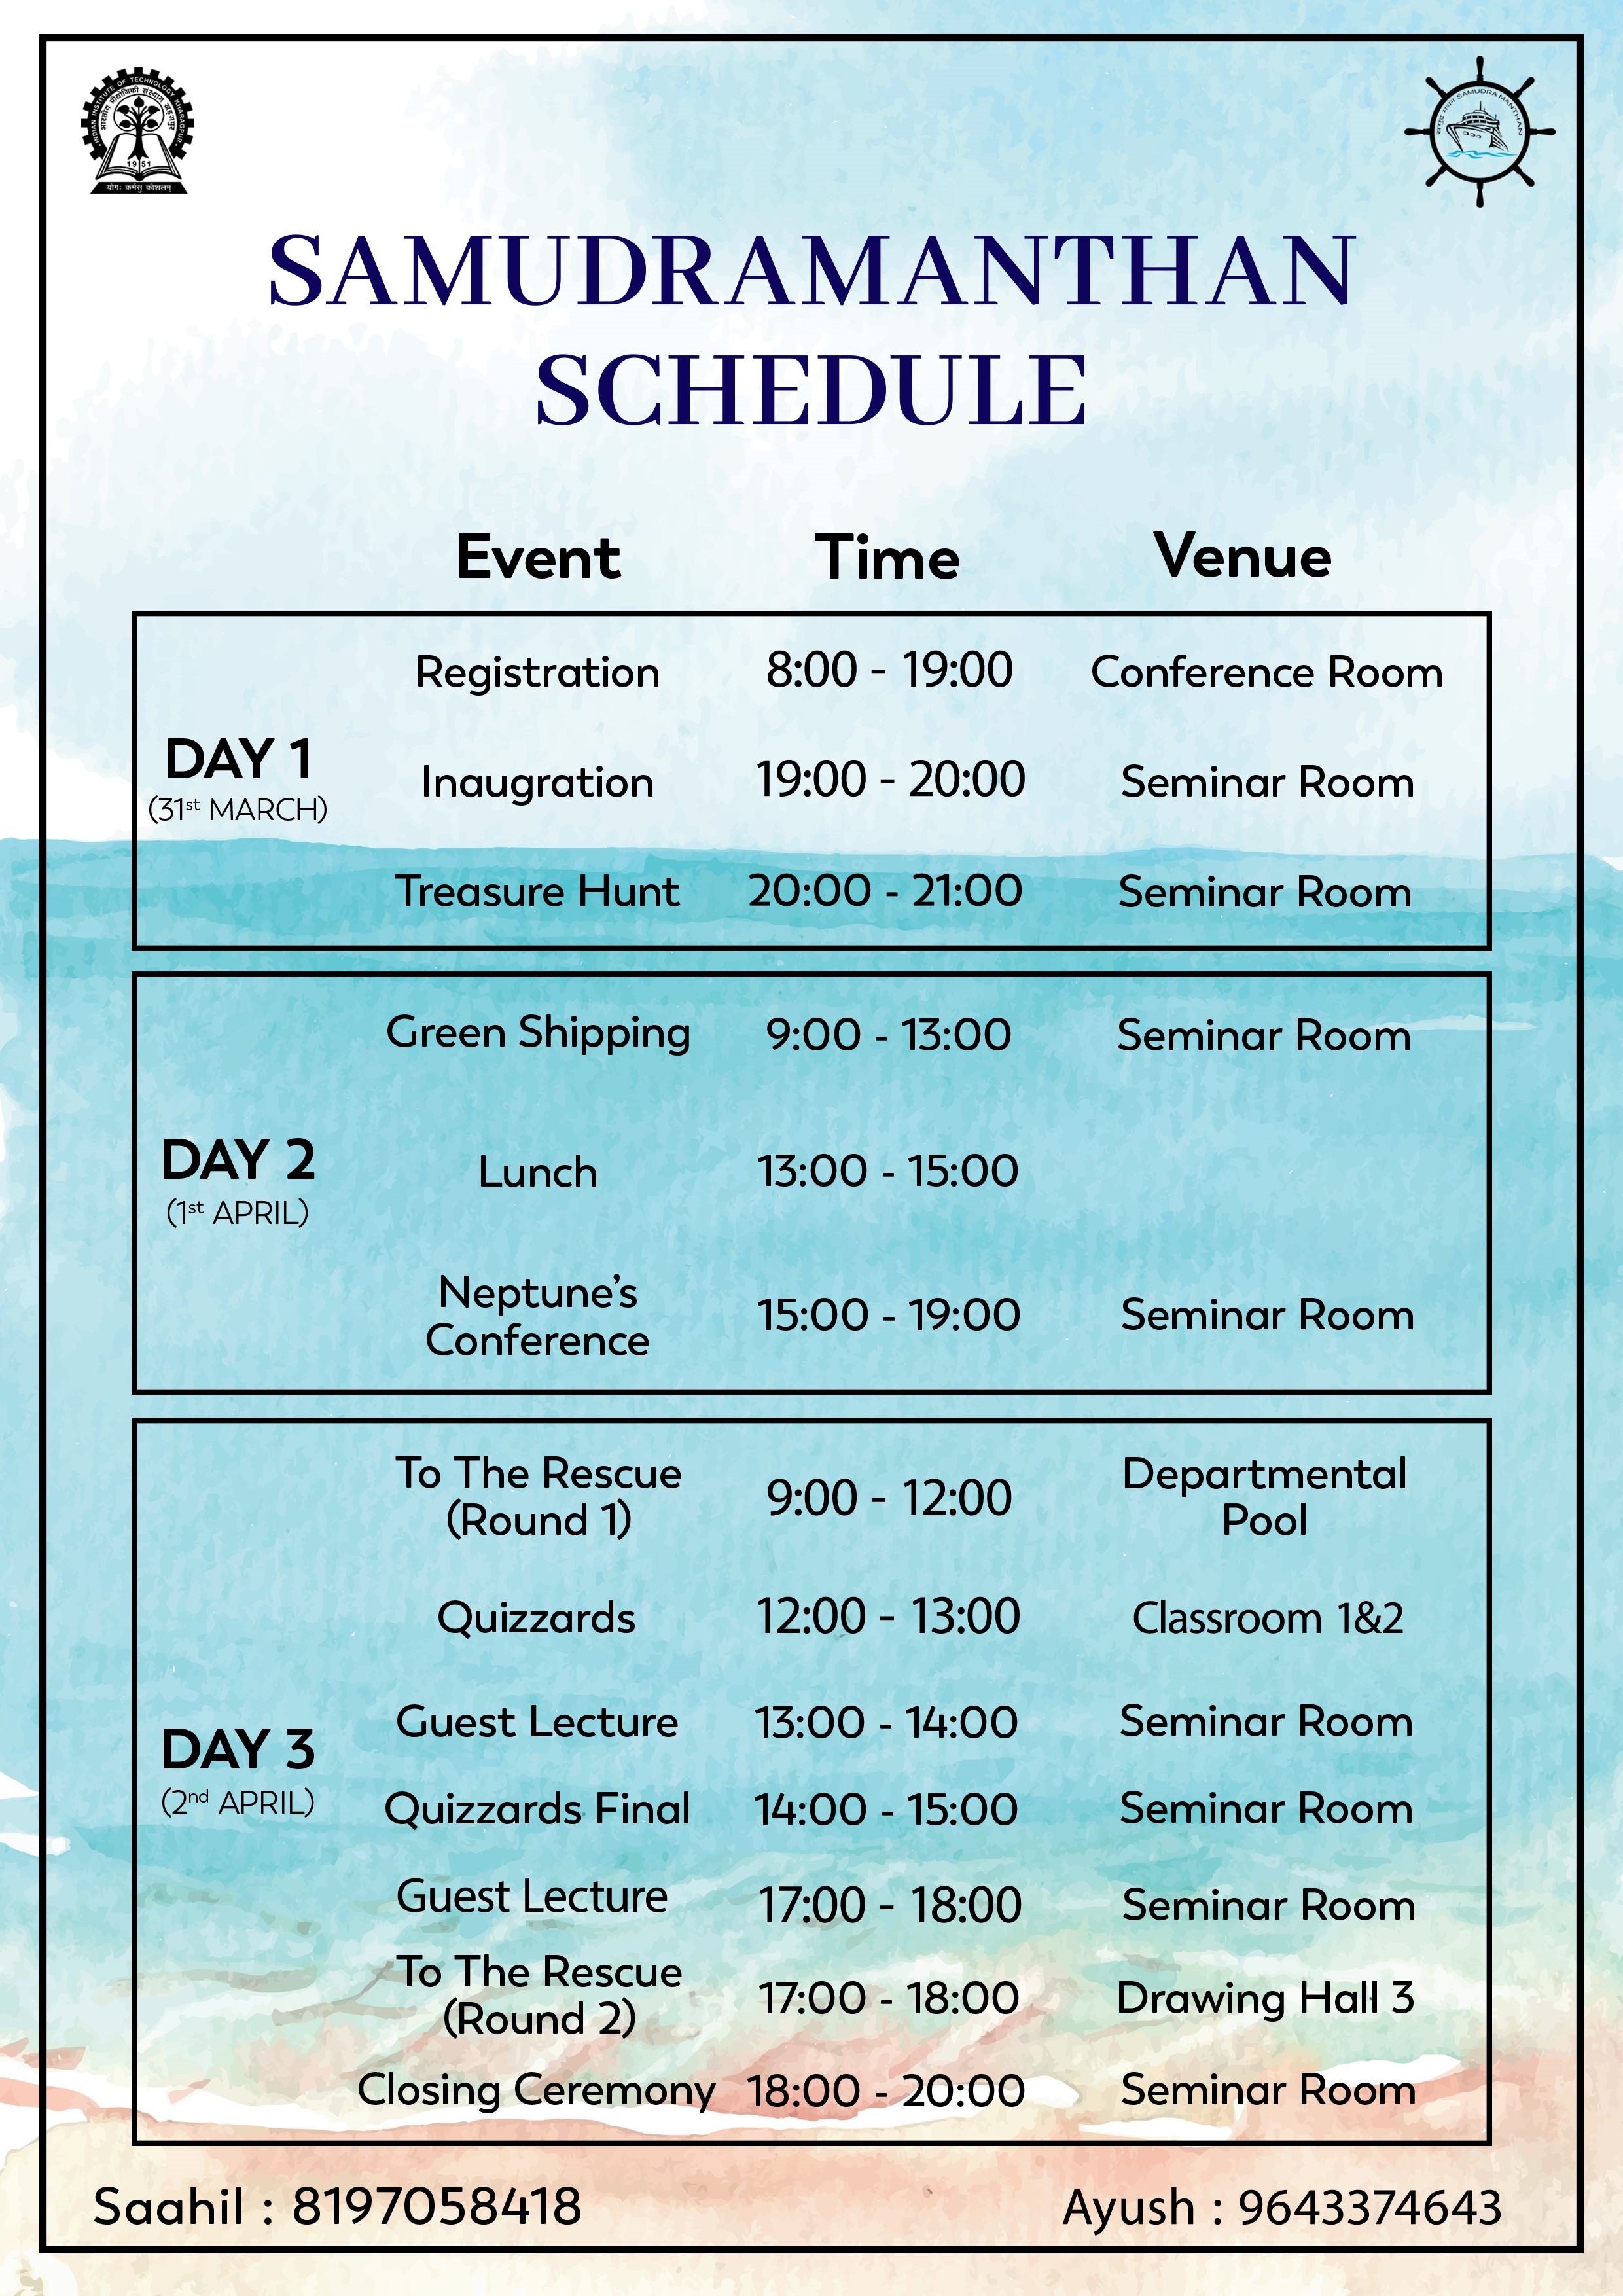 INDIAN INSTITUTE OF TECHNOLOGY KHARAGPUR
भारतीय प्रौद्योगिकी संस्थान खड़गपुर
1951
योगः कर्मसु कौशलम्
समुद्र मंथन SAMUDRA MANTHAN
SAMUDRAMANTHAN
SCHEDULE
Event Time Venue
DAY 1
(31st MARCH)
Registration 8:00 - 19:00 Conference Room
Inaugration 19:00 - 20:00 Seminar Room
Treasure Hunt 20:00 - 21:00 Seminar Room
DAY 2
(1st APRIL)
Green Shipping 9:00 - 13:00 Seminar Room
Lunch 13:00 - 15:00
Neptune’s
Conference 15:00 - 19:00 Seminar Room
DAY 3
(2nd APRIL)
To The Rescue
(Round 1) 9:00 - 12:00 Departmental
Pool
Quizzards 12:00 - 13:00 Classroom 1&2
Guest Lecture 13:00 - 14:00 Seminar Room
Quizzards Final 14:00 - 15:00 Seminar Room
Guest Lecture 17:00 - 18:00 Seminar Room
To The Rescue
(Round 2) 17:00 - 18:00 Drawing Hall 3
Closing Ceremony 18:00 - 20:00 Seminar Room
Saahil : 8197058418
Ayush : 9643374643